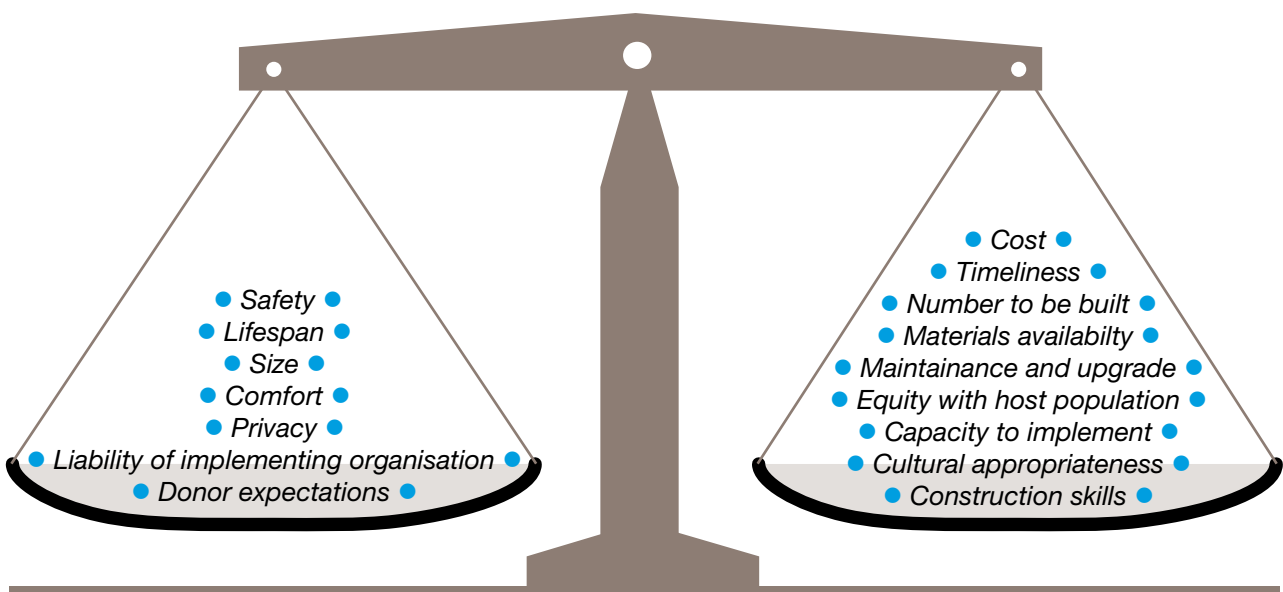 Safety
Lifespan
Size
Comfort
Privacy
Liability of implementing organisation
Donor expectations
Cost
Timeliness
Number to be built
Materials availabilty
Maintainance and upgrade
Equity with host population
Capacity to implement
Cultural appropriateness
Construction skills